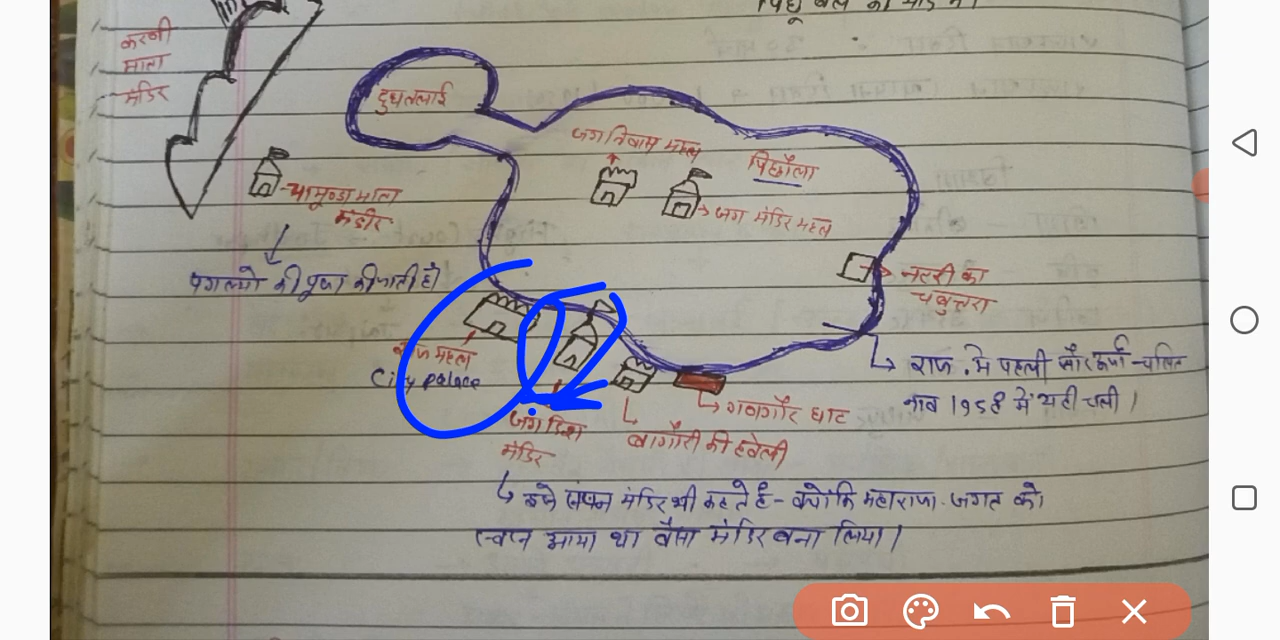 करणी
माता
मंदिर
दुधतलाई
जगनिवास महल
पिछौला
जग मंदिर महल
चामूण्डा माता
मंदीर
पगल्यो की पूजा की जाती है।
नटनी का
चबुत्तरा
राज महल
City palace
राज. मे पहली सौर ऊर्जा-चलित
नाव 1958 में यही चली।
गणगौर घाट
जगदिश
मंदिर
बागौरी की हवेली
इसे सपन मंदिर भी कहते है - क्योंकि महाराजा जगत को
स्वप्न आया था वैसा मंदिर बना लिया।